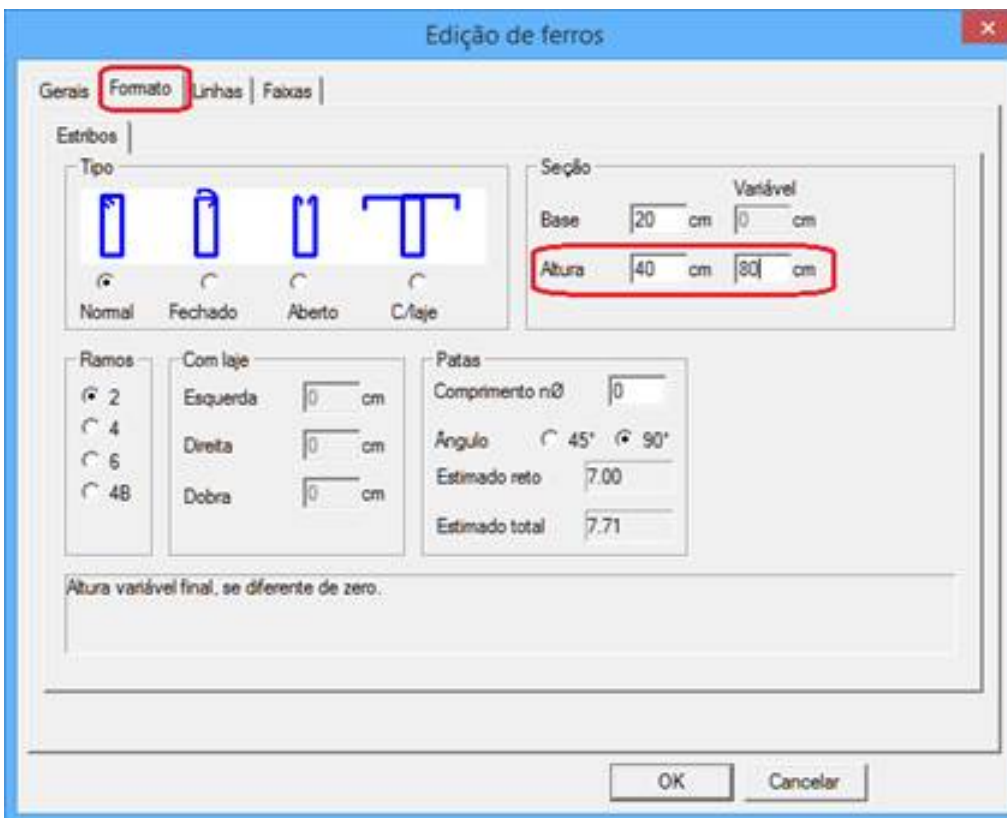 Edição de ferros
Gerais Formato Linhas Faixas
Estribos
Tipo
Normal Fechado Aberto C/laje
Seção
Variável
Base 20 cm 0 cm
Altura 40 cm 80 cm
Ramos
2
4
6
4B
Com laje
Esquerda 0 cm
Direita 0 cm
Dobra 0 cm
Patas
Comprimento nØ 0
Ângulo 45° 90°
Estimado reto 7.00
Estimado total 7.71
Altura variável final, se diferente de zero.
OK Cancelar